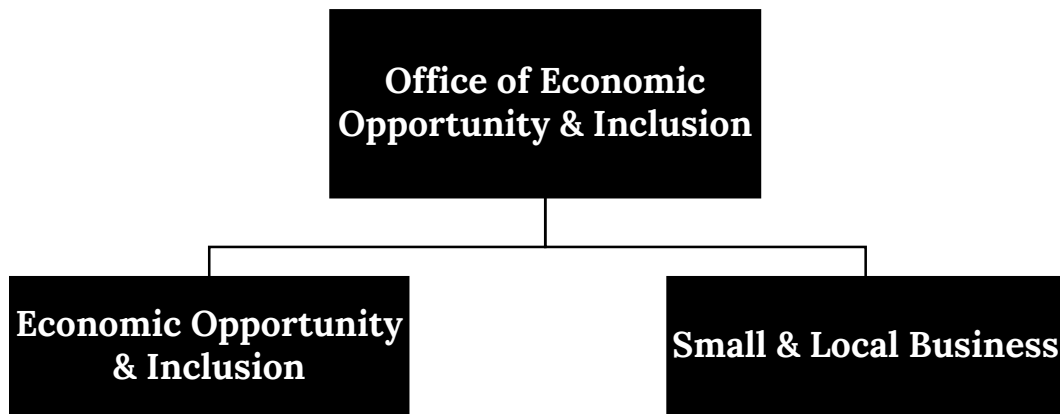 Office of Economic
Opportunity & Inclusion
Economic Opportunity
& Inclusion
Small & Local Business